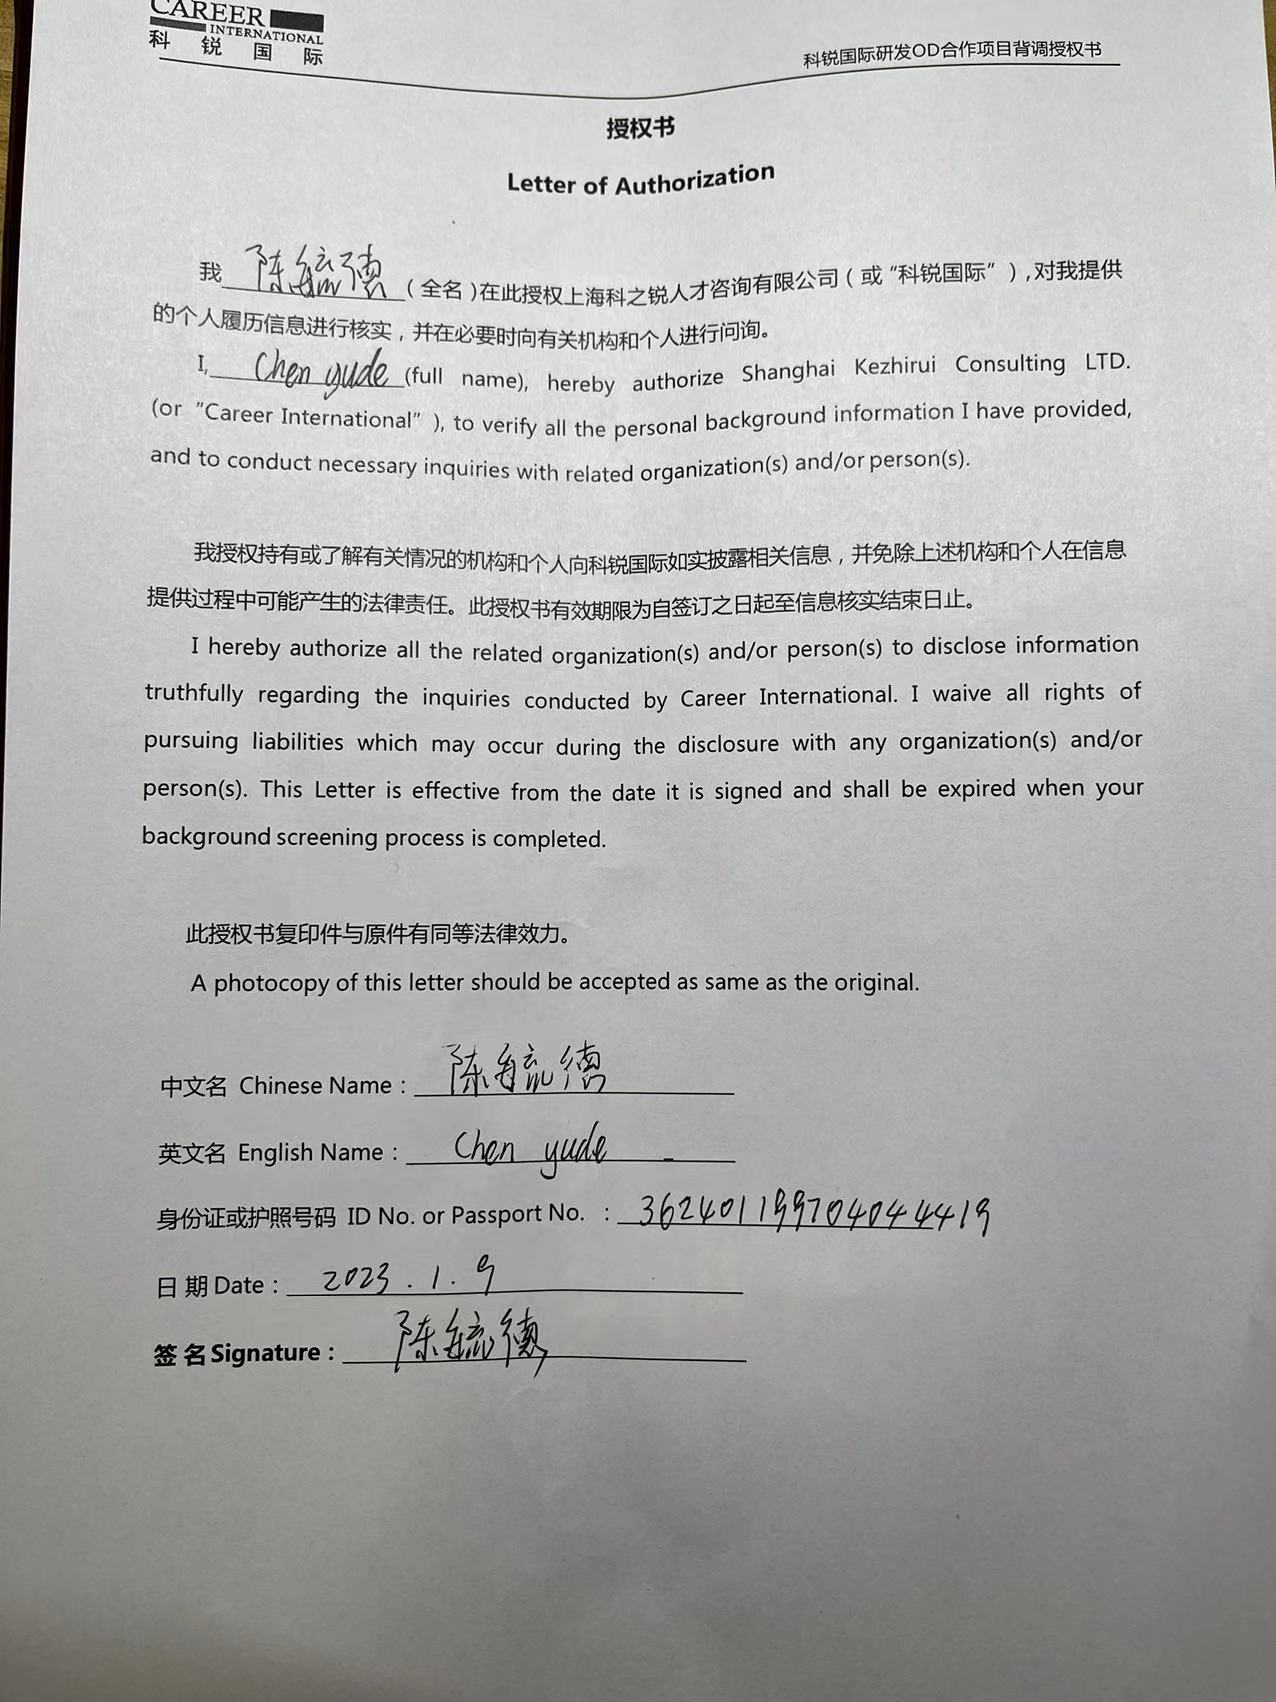 CAREER
INTERNATIONAL
科锐国际
科锐国际研发OD合作项目背调授权书
授权书
Letter of Authorization
我 陈毓德 （全名）在此授权上海科之锐人才咨询有限公司（或“科锐国际”），对我提供
的个人履历信息进行核实，并在必要时向有关机构和个人进行问询。
I, Chen yude (full name), hereby authorize Shanghai Kezhirui Consulting LTD.
(or “Career International” ), to verify all the personal background information I have provided,
and to conduct necessary inquiries with related organization(s) and/or person(s).
我授权持有或了解有关情况的机构和个人向科锐国际如实披露相关信息，并免除上述机构和个人在信息
提供过程中可能产生的法律责任。此授权书有效期限为自签订之日起至信息核实结束日止。
I hereby authorize all the related organization(s) and/or person(s) to disclose information
truthfully regarding the inquiries conducted by Career International. I waive all rights of
pursuing liabilities which may occur during the disclosure with any organization(s) and/or
person(s). This Letter is effective from the date it is signed and shall be expired when your
background screening process is completed.
此授权书复印件与原件有同等法律效力。
A photocopy of this letter should be accepted as same as the original.
中文名 Chinese Name： 陈毓德
英文名 English Name： Chen yude
身份证或护照号码 ID No. or Passport No. ： 362401199704044419
日 期 Date： 2023.1.9
签 名 Signature： 陈毓德